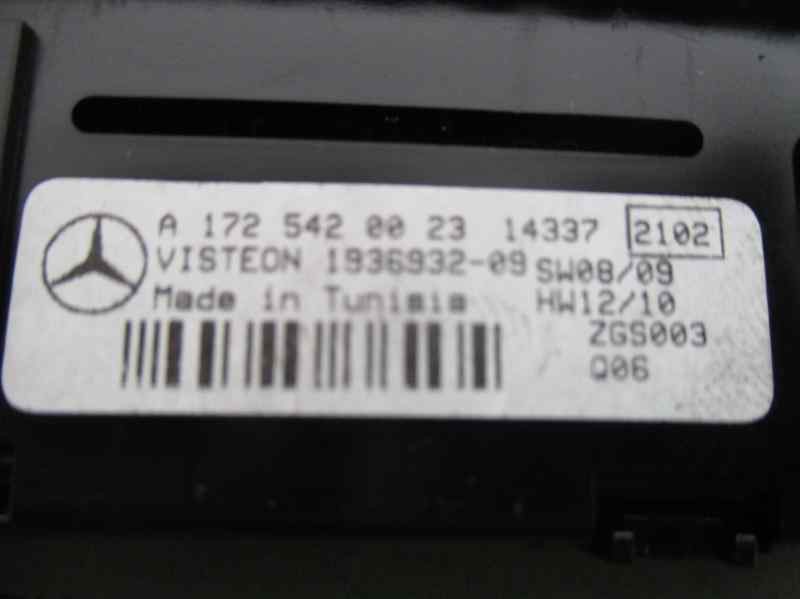 A 172 542 00 23 14337 2102
VISTEON 1936932-09 SW08/09
Made in Tunisia HW12/10
ZGS003
Q06